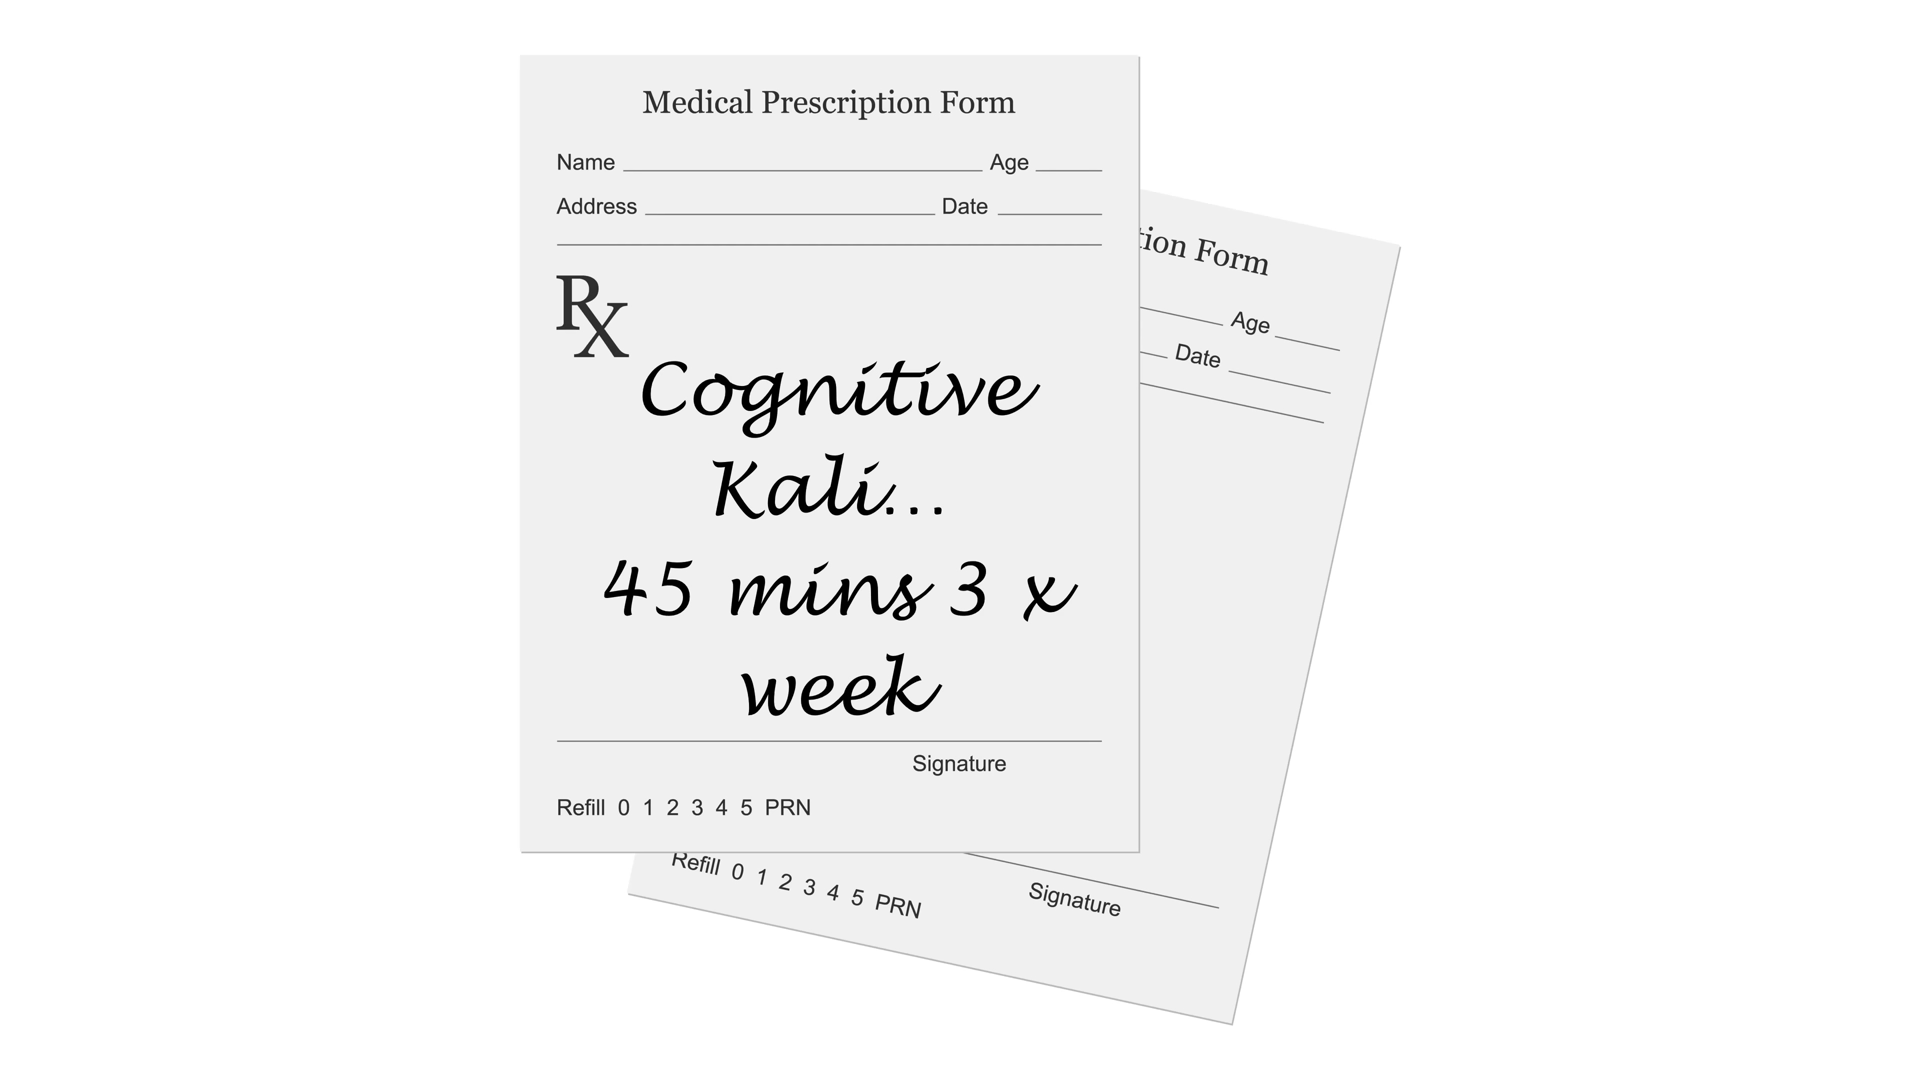 Medical Prescription Form
Name Age
Address Date
Rx
Cognitive
Kali...
45 mins 3 x
week
Signature
Refill 0 1 2 3 4 5 PRN
tion Form
Age
Date
Signature
Refill 0 1 2 3 4 5 PRN